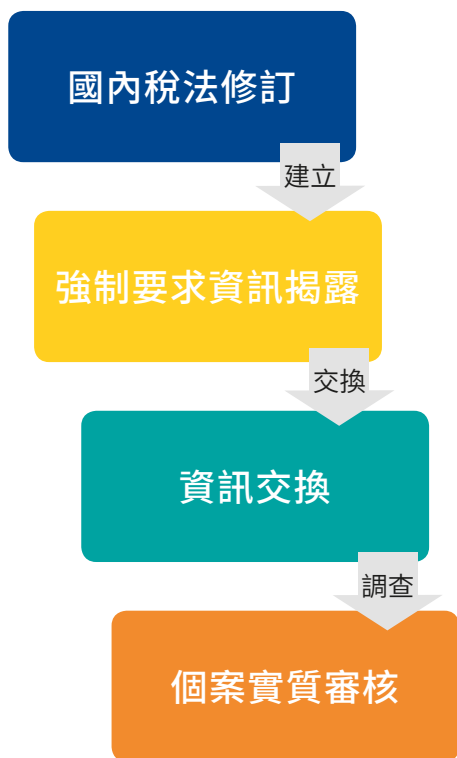 國內稅法修訂
建立
強制要求資訊揭露
交換
資訊交換
調查
個案實質審核